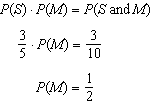 P(S) · P(M) = P(S and M)
3/5 · P(M) = 3/10
P(M) = 1/2